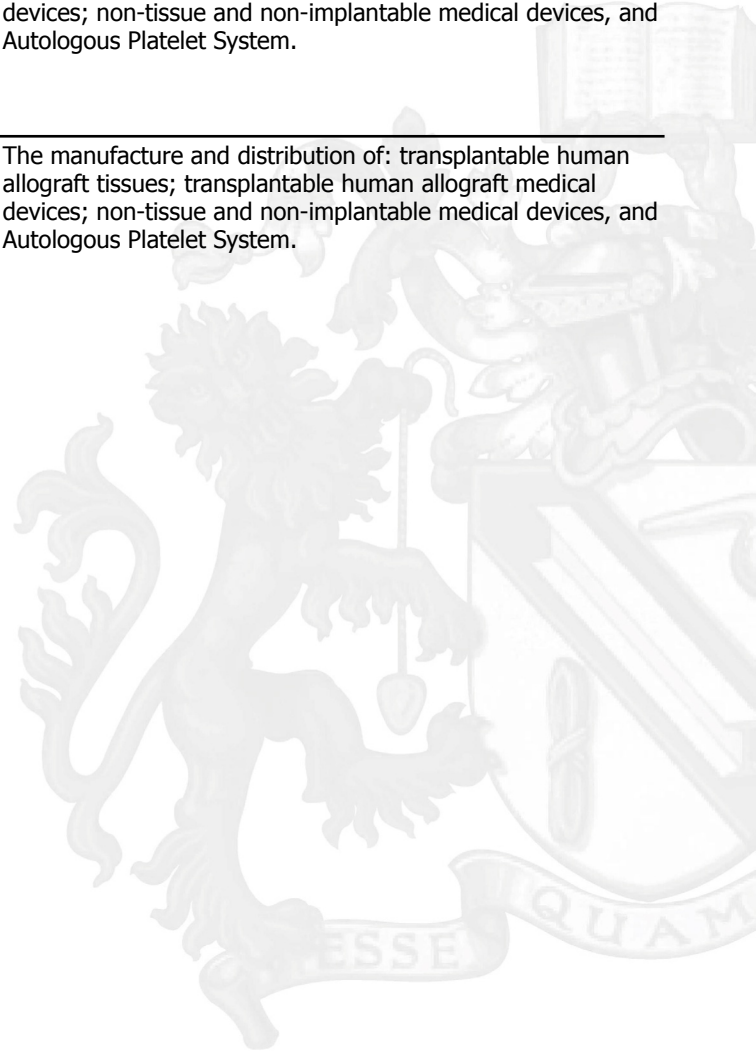 devices; non-tissue and non-implantable medical devices, and
Autologous Platelet System.
The manufacture and distribution of: transplantable human
allograft tissues; transplantable human allograft medical
devices; non-tissue and non-implantable medical devices, and
Autologous Platelet System.
ESSE QUAM